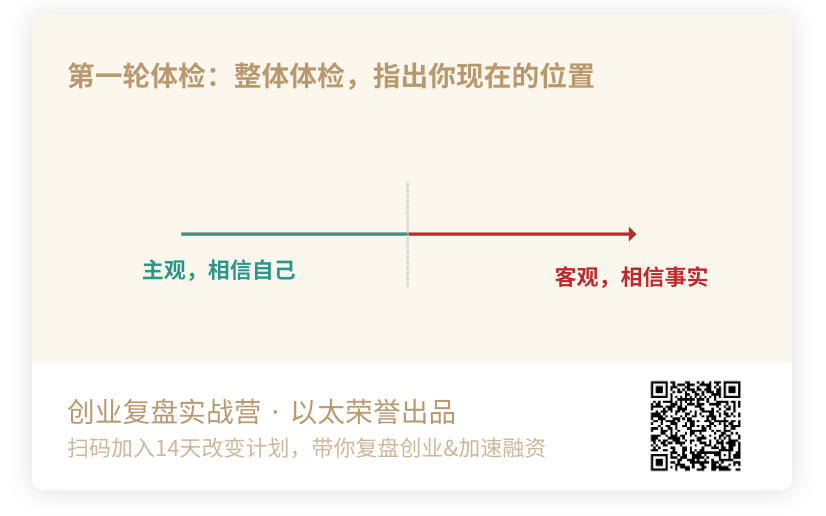 第一轮体检：整体体检，指出你现在的位置
主观，相信自己
客观，相信事实
创业复盘实战营 · 以太荣誉出品
扫码加入14天改变计划，带你复盘创业&加速融资